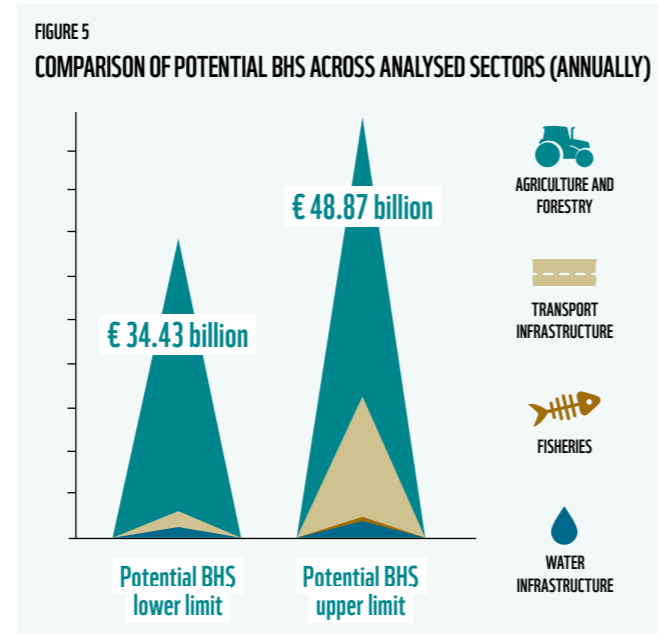 FIGURE 5
COMPARISON OF POTENTIAL BHS ACROSS ANALYSED SECTORS (ANNUALLY)
€ 34.43 billion
Potential BHS
lower limit
€ 48.87 billion
Potential BHS
upper limit
AGRICULTURE AND
FORESTRY
TRANSPORT
INFRASTRUCTURE
FISHERIES
WATER
INFRASTRUCTURE